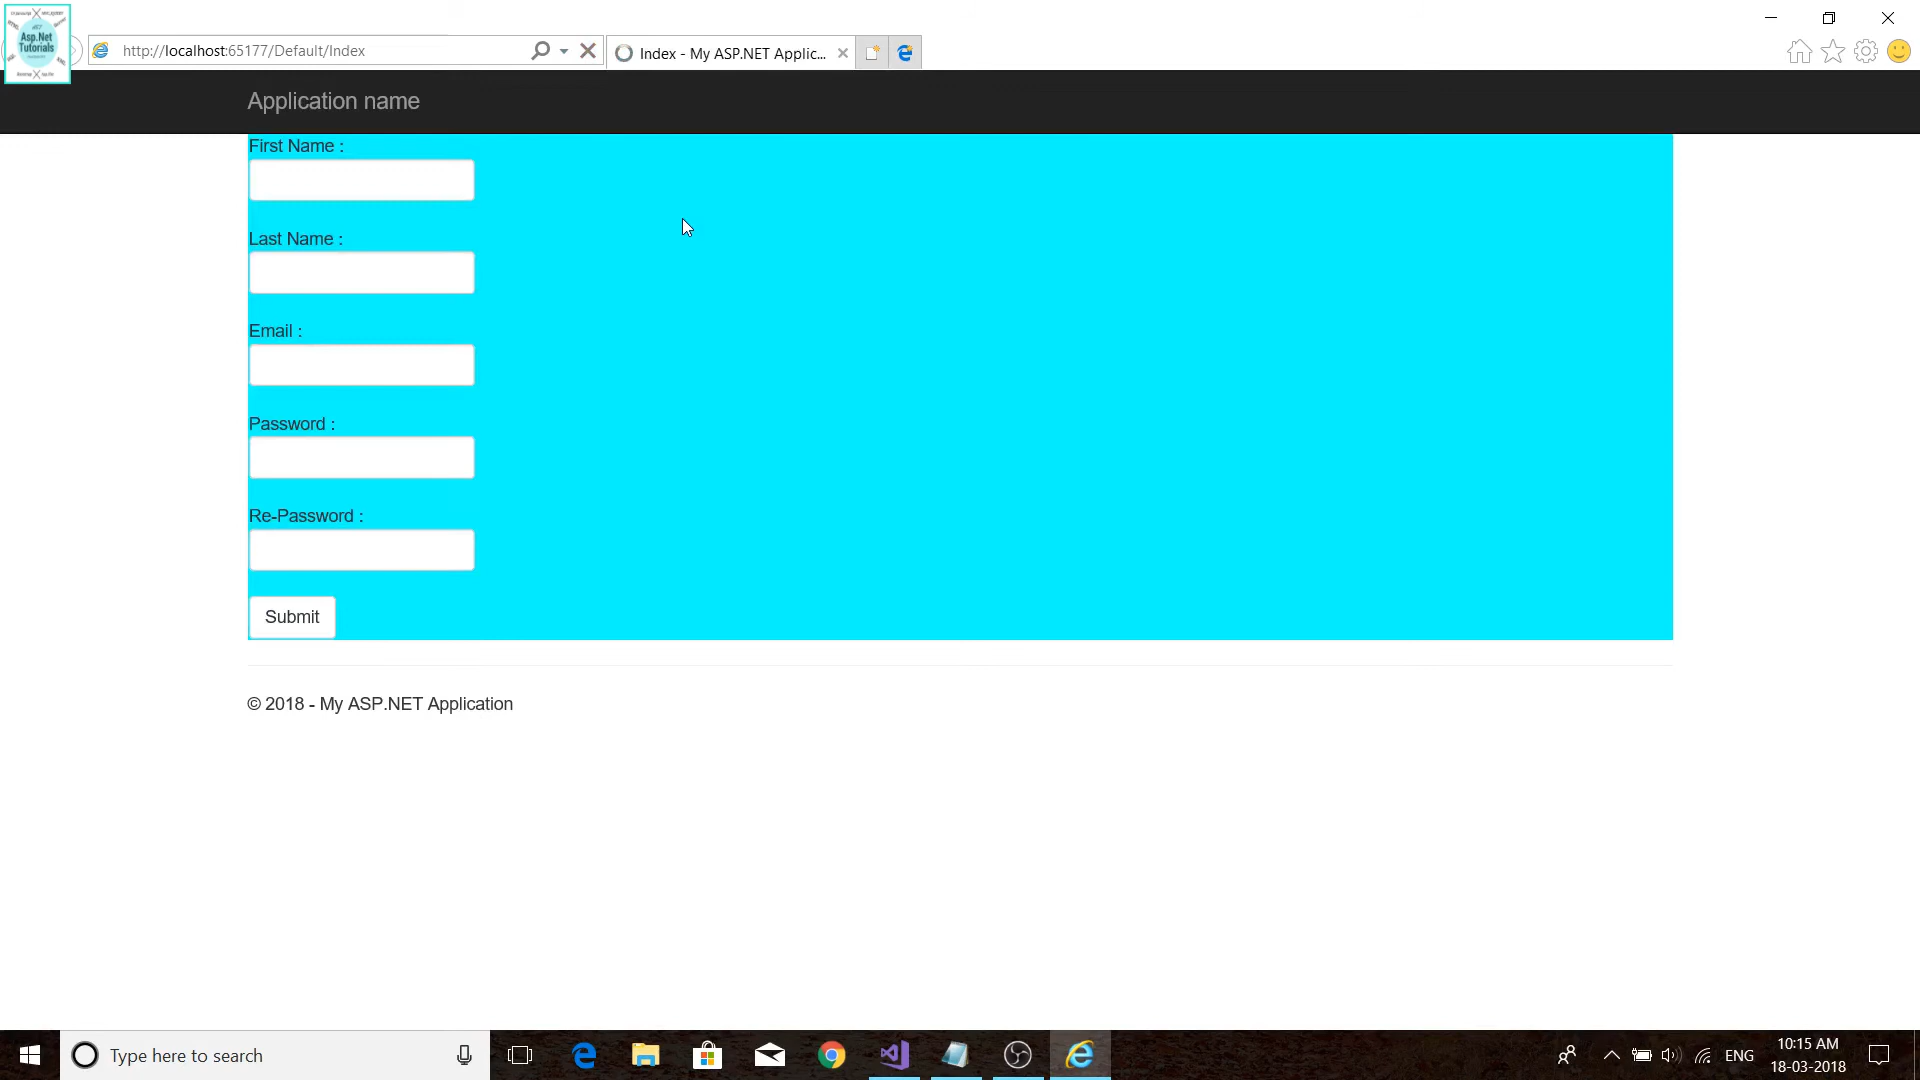 Asp.Net
Tutorials
http://localhost:65177/Default/Index
Index - My ASP.NET Applic...
Application name
First Name :
Last Name :
Email :
Password :
Re-Password :
Submit
© 2018 - My ASP.NET Application
Type here to search
ENG
10:15 AM
18-03-2018